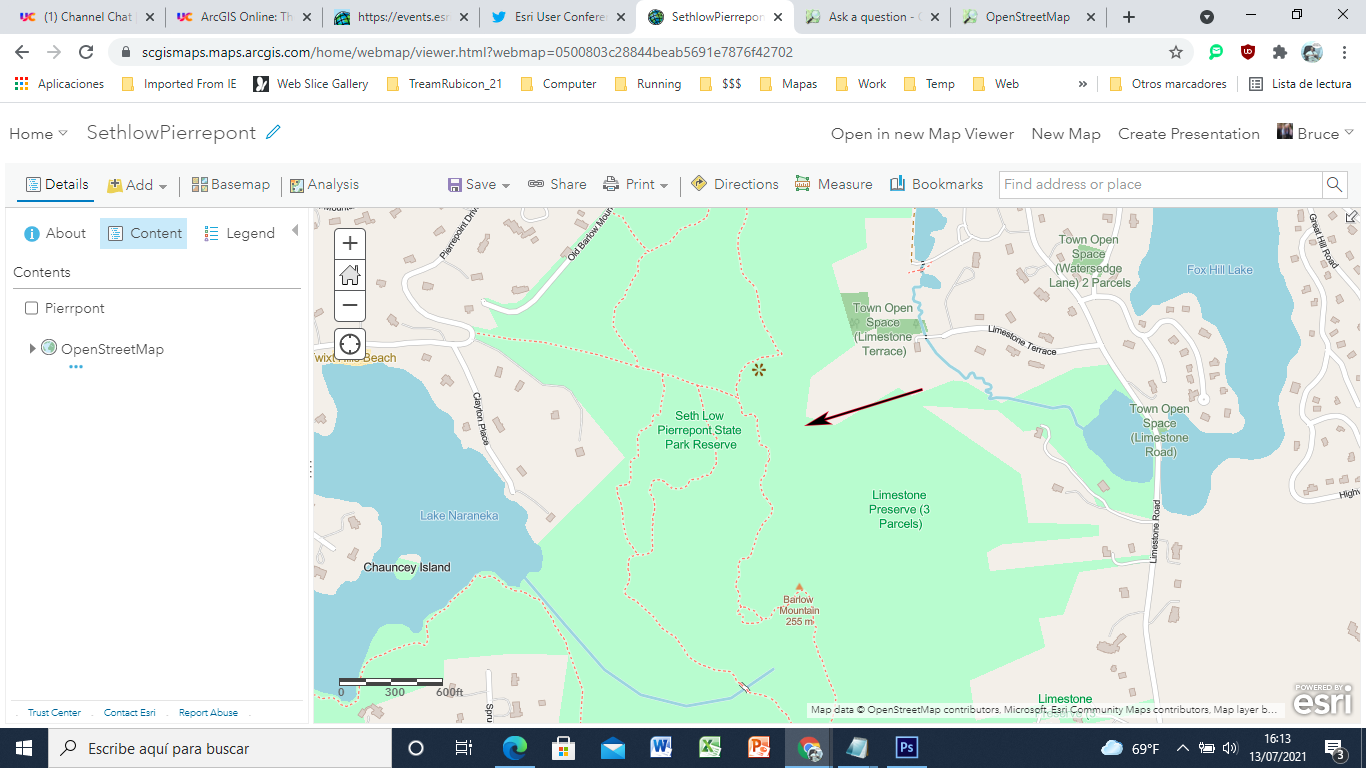 (1) Channel Chat
ArcGIS Online: Th
https://events.esr
Esri User Confere
SethlowPierrepon
Ask a question - O
OpenStreetMap
scgismaps.maps.arcgis.com/home/webmap/viewer.html?webmap=0500803c28844beab5691e7876f42702
Aplicaciones
Imported From IE
Web Slice Gallery
TreamRubicon_21
Computer
Running
$$$
Mapas
Work
Temp
Web
»
Otros marcadores
Lista de lectura
Home
SethlowPierrepont
Open in new Map Viewer
New Map
Create Presentation
Bruce
Details
Add
Basemap
Analysis
Save
Share
Print
Directions
Measure
Bookmarks
Find address or place
About
Content
Legend
Contents
Pierrpont
OpenStreetMap
Trust Center
Contact Esri
Report Abuse
Pierrepoint Driv
Old Barlow Moun
Town Open
Space
(Watersedge
Lane) 2 Parcels
Fox Hill Lake
Great Hill Road
Town Open
Space
(Limestone
Terrace)
Limestone Terrace
wixt Hills Beach
Clayton Place
Seth Low
Pierrepont State
Park Reserve
Town Open
Space
(Limestone
Road)
Limestone
Preserve (3
Parcels)
Highv
Limestone Road
Lake Naraneka
Chauncey Island
Barlow
Mountain
255 m
Limestone
0 300 600ft
Map data © OpenStreetMap contributors, Microsoft, Esri Community Maps contributors, Map layer b...
POWERED BY
esri
Escribe aquí para buscar
69°F
16:13
13/07/2021
3